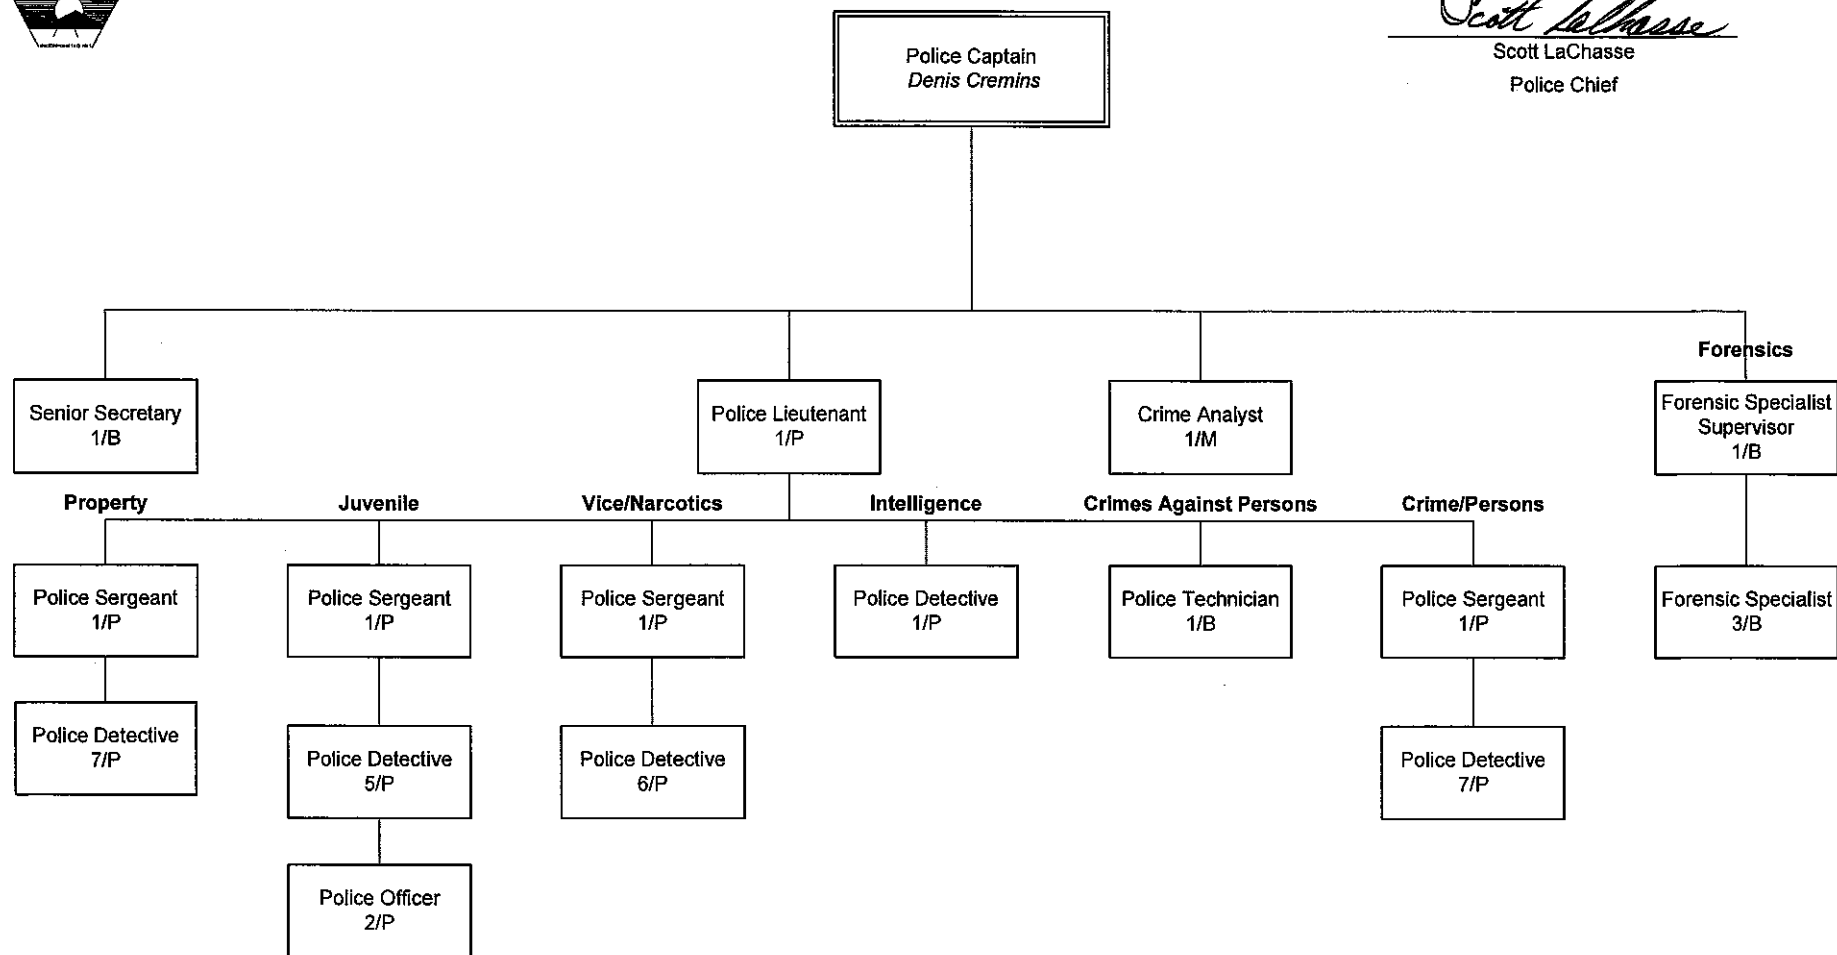 Scott LaChasse
Police Captain
Denis Cremins
Scott LaChasse
Police Chief
Forensics
Senior Secretary
1/B
Police Lieutenant
1/P
Crime Analyst
1/M
Forensic Specialist
Supervisor
1/B
Property
Juvenile
Vice/Narcotics
Intelligence
Crimes Against Persons
Crime/Persons
Police Sergeant
1/P
Police Sergeant
1/P
Police Sergeant
1/P
Police Detective
1/P
Police Technician
1/B
Police Sergeant
1/P
Forensic Specialist
3/B
Police Detective
7/P
Police Detective
5/P
Police Detective
6/P
Police Detective
7/P
Police Officer
2/P